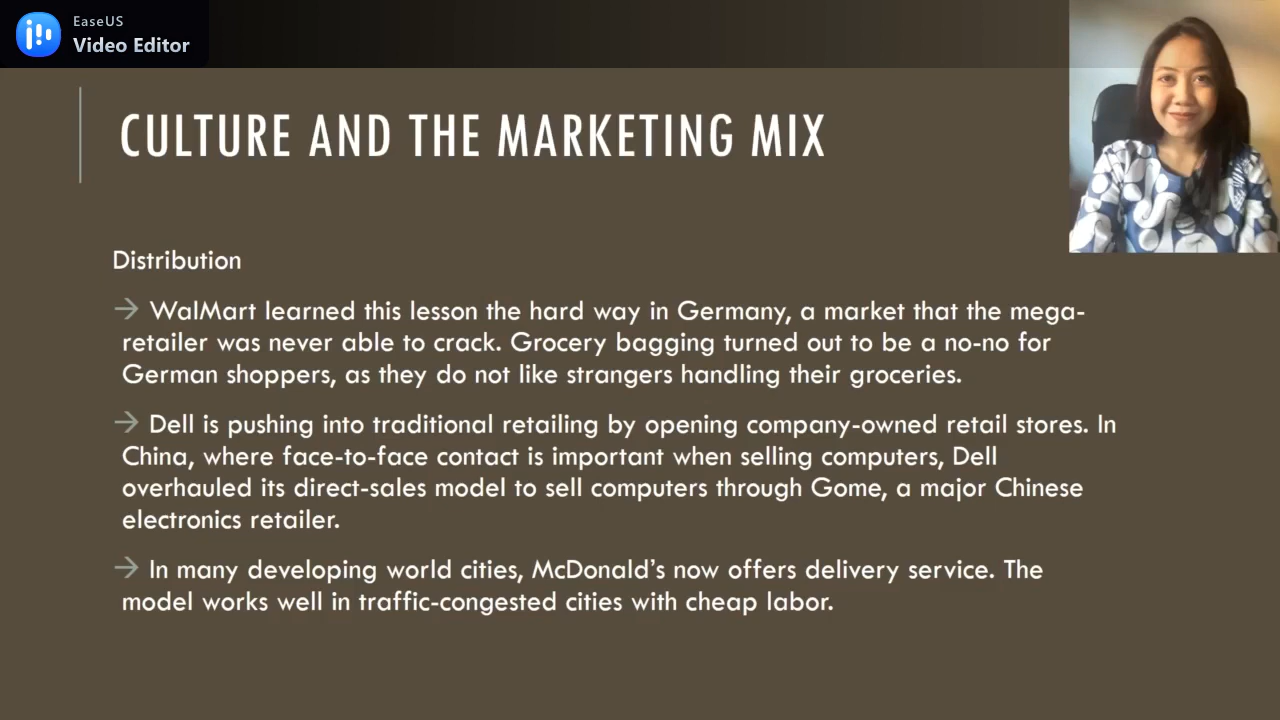 EaseUS
Video Editor
CULTURE AND THE MARKETING MIX
Distribution
→ WalMart learned this lesson the hard way in Germany, a market that the mega-
retailer was never able to crack. Grocery bagging turned out to be a no-no for
German shoppers, as they do not like strangers handling their groceries.
→ Dell is pushing into traditional retailing by opening company-owned retail stores. In
China, where face-to-face contact is important when selling computers, Dell
overhauled its direct-sales model to sell computers through Gome, a major Chinese
electronics retailer.
→ In many developing world cities, McDonald’s now offers delivery service. The
model works well in traffic-congested cities with cheap labor.